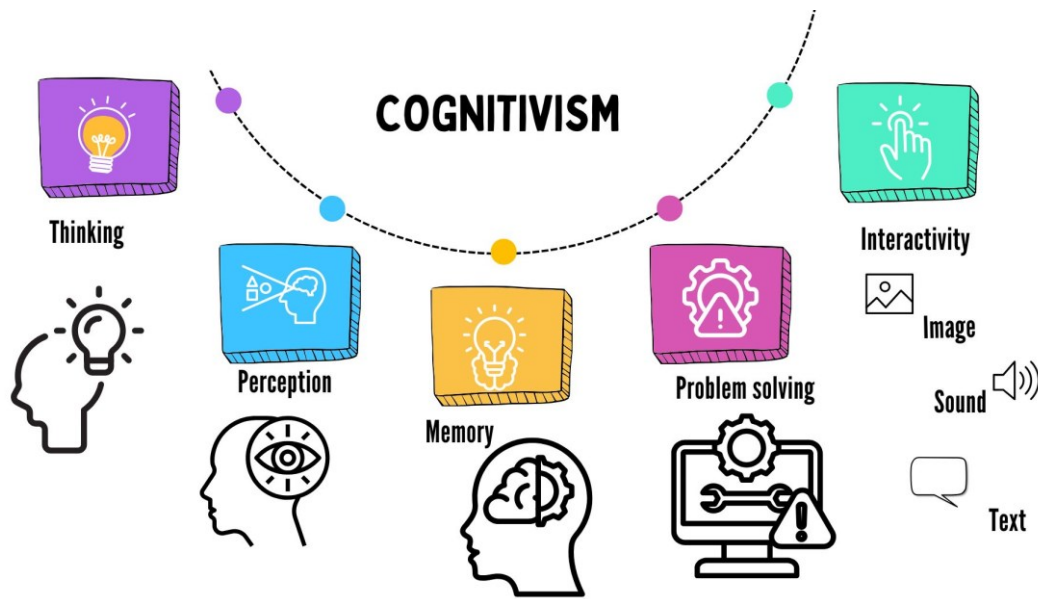 COGNITIVISM
Thinking
Perception
Memory
Problem solving
Interactivity
Image
Sound
Text